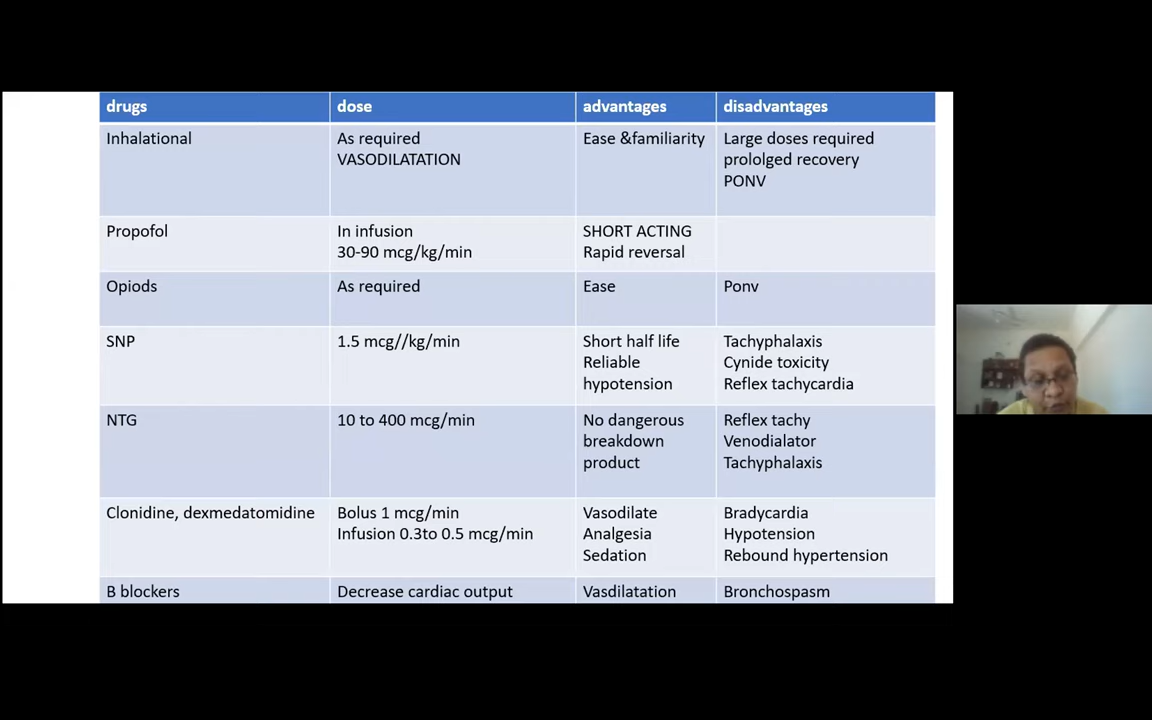 drugs dose advantages disadvantages
Inhalational As required Ease &familiarity Large doses required
VASODILATATION prololged recovery
PONV
Propofol In infusion SHORT ACTING
30-90 mcg/kg/min Rapid reversal
Opiods As required Ease Ponv
SNP 1.5 mcg//kg/min Short half life Tachyphalaxis
Reliable Cynide toxicity
hypotension Reflex tachycardia
NTG 10 to 400 mcg/min No dangerous Reflex tachy
breakdown Venodialator
product Tachyphalaxis
Clonidine, dexmedatomidine Bolus 1 mcg/min Vasodilate Bradycardia
Infusion 0.3to 0.5 mcg/min Analgesia Hypotension
Sedation Rebound hypertension
B blockers Decrease cardiac output Vasdilatation Bronchospasm